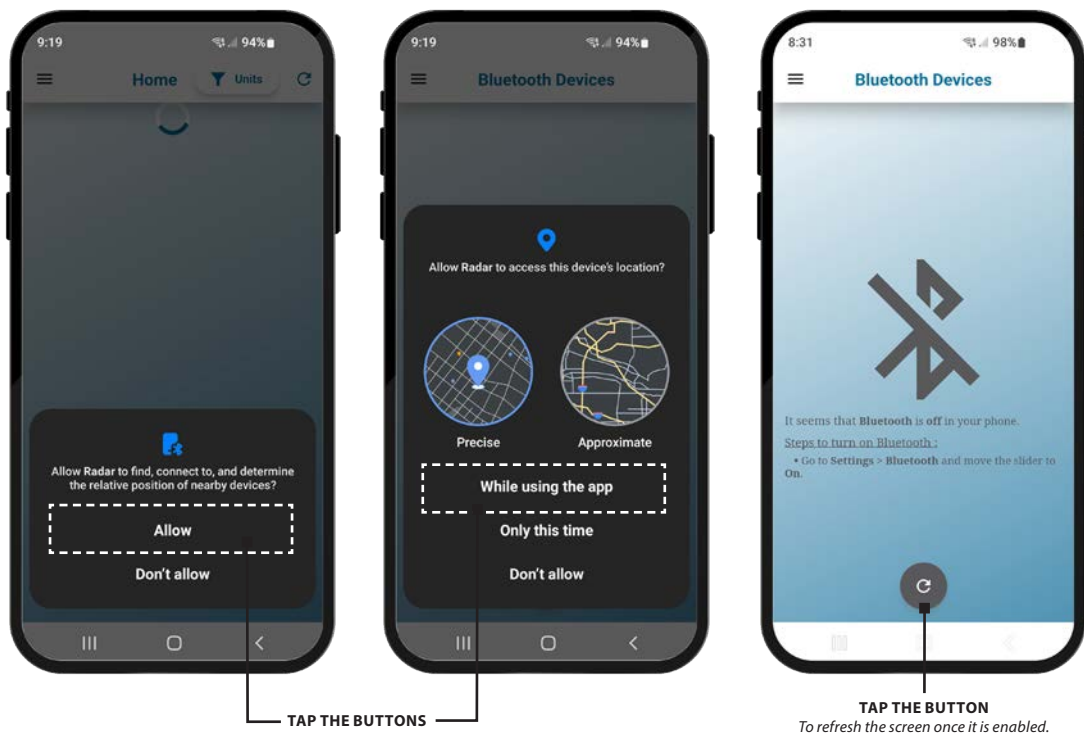 9:19
94%
Home
Units
Allow Radar to find, connect to, and determine
the relative position of nearby devices?
Allow
Don't allow
9:19
94%
Bluetooth Devices
Allow Radar to access this device's location?
Precise
Approximate
While using the app
Only this time
Don't allow
TAP THE BUTTONS
8:31
98%
Bluetooth Devices
It seems that Bluetooth is off in your phone.
Steps to turn on Bluetooth :
• Go to Settings > Bluetooth and move the slider to
On.
TAP THE BUTTON
To refresh the screen once it is enabled.